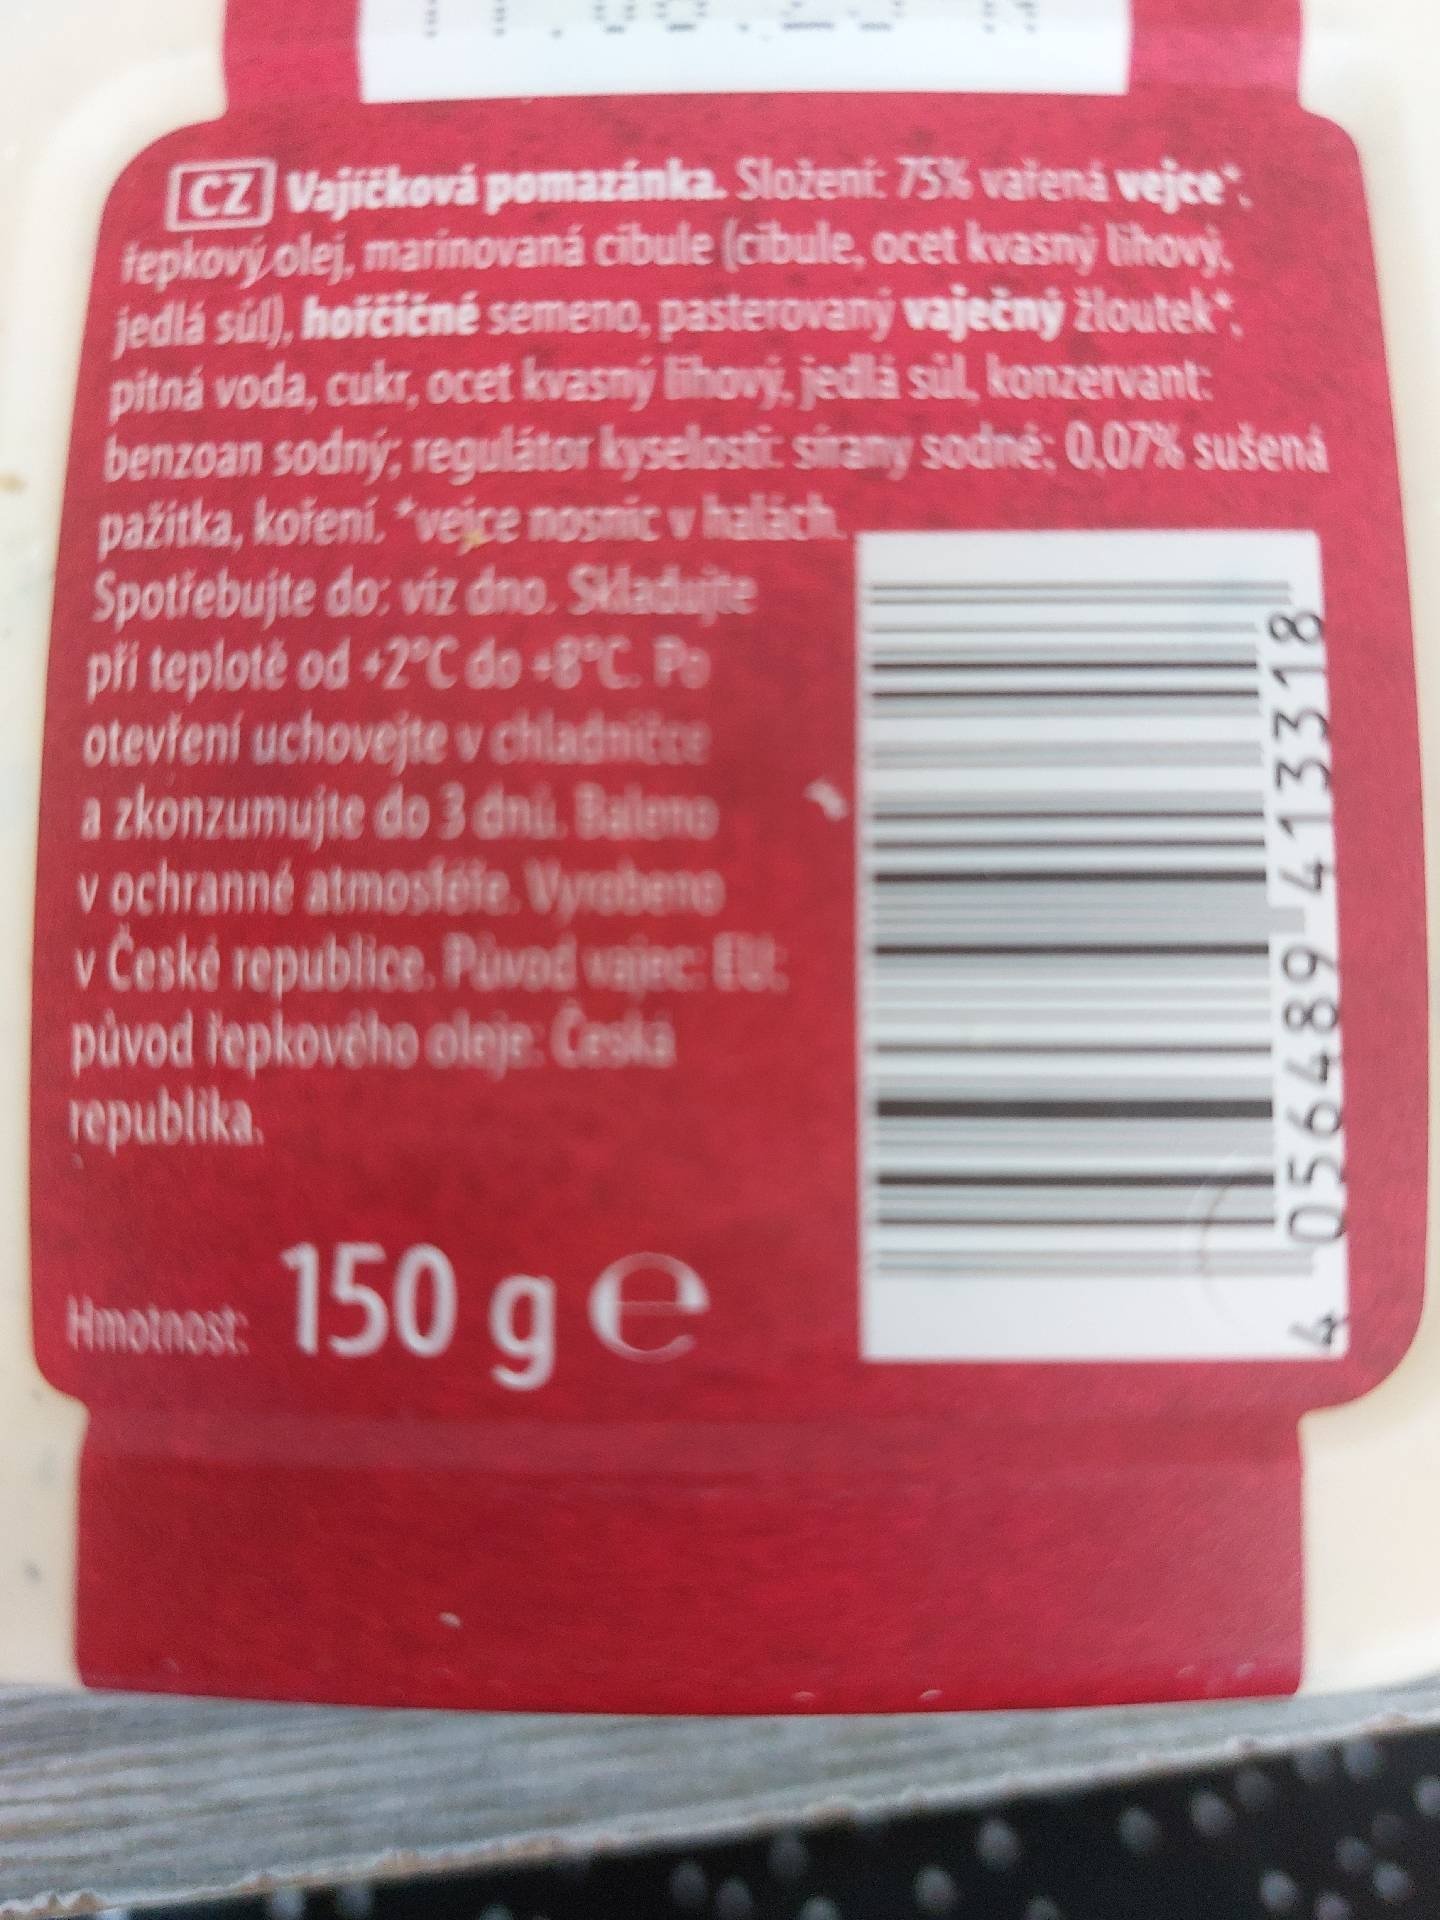 CZ Vajíčková pomazánka. Složení: 75% vařená vejce*,
řepkový olej, marinovaná cibule (cibule, ocet kvasný lihový,
jedlá sůl), hořčičné semeno, pasterovaný vaječný žloutek*,
pitná voda, cukr, ocet kvasný lihový, jedlá sůl, konzervant:
benzoan sodný; regulátor kyselosti: sírany sodné; 0,07% sušená
pažitka, koření. *vejce nosnic v halách.
Spotřebujte do: viz dno. Skladujte
při teplotě od +2°C do +8°C. Po
otevření uchovejte v chladničce
a zkonzumujte do 3 dnů. Baleno
v ochranné atmosféře. Vyrobeno
v České republice. Původ vajec: EU;
původ řepkového oleje: Česká
republika.
Hmotnost: 150 g e
4 056489 413318